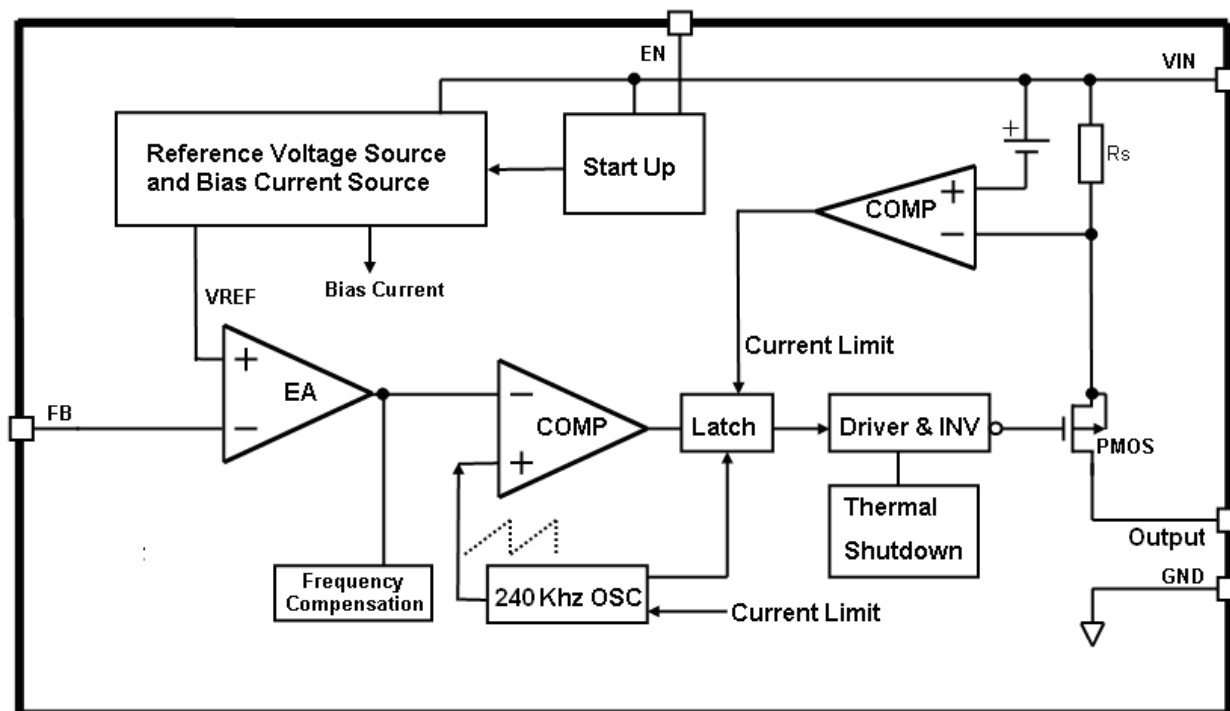 EN
VIN
Reference Voltage Source
and Bias Current Source
Start Up
+
Rs
+
COMP
−
Bias Current
VREF
Current Limit
+
EA
−
FB
−
COMP
+
Latch
Driver & INV
PMOS
Thermal
Shutdown
Output
Frequency
Compensation
240 Khz OSC
Current Limit
GND